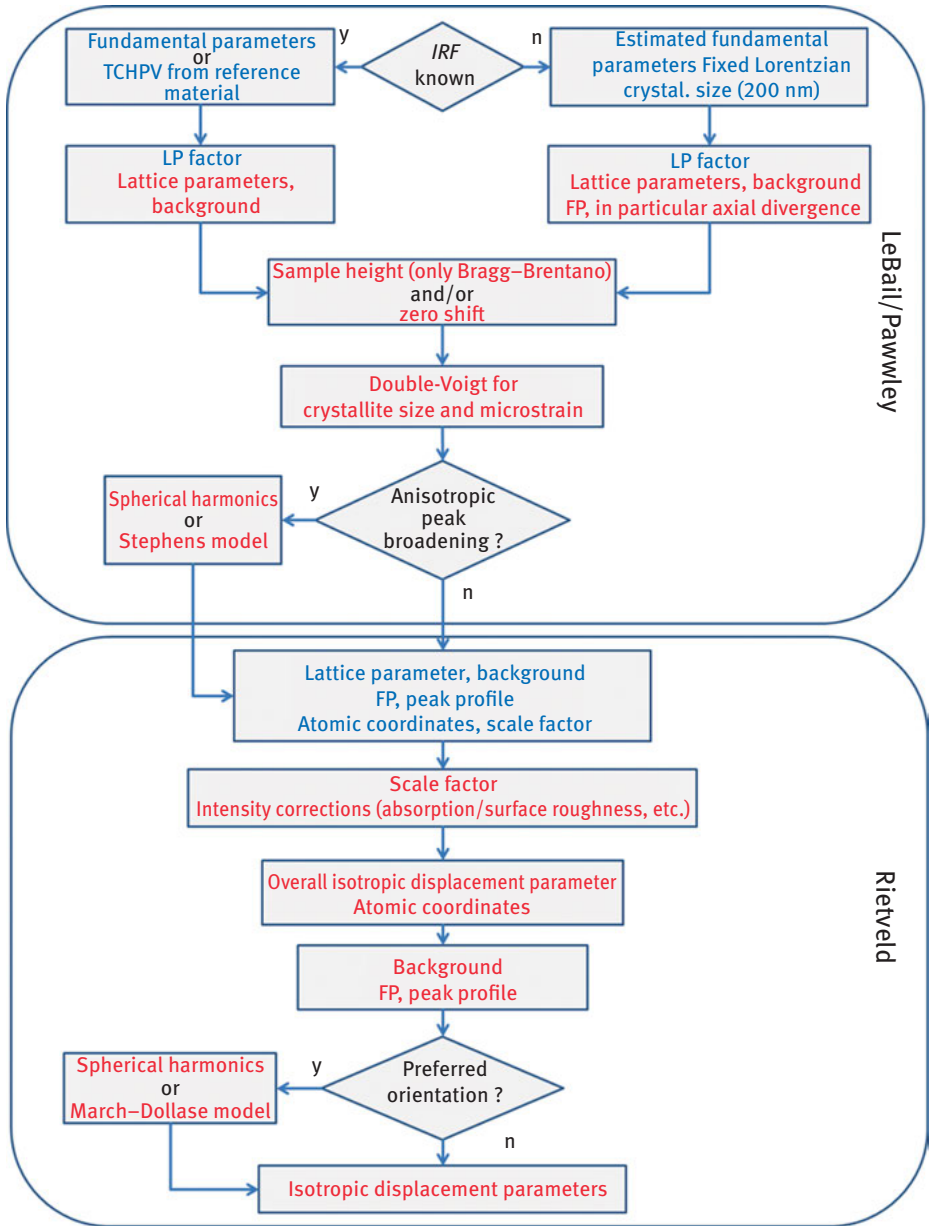 y
IRF
known
n
Fundamental parameters
or
TCHPV from reference
material
Estimated fundamental
parameters Fixed Lorentzian
crystal. size (200 nm)
LP factor
Lattice parameters,
background
LP factor
Lattice parameters, background
FP, in particular axial divergence
Sample height (only Bragg–Brentano)
and/or
zero shift
Double-Voigt for
crystallite size and microstrain
Anisotropic
peak
broadening ?
y
Spherical harmonics
or
Stephens model
n
LeBail/Pawwley
Lattice parameter, background
FP, peak profile
Atomic coordinates, scale factor
Scale factor
Intensity corrections (absorption/surface roughness, etc.)
Overall isotropic displacement parameter
Atomic coordinates
Background
FP, peak profile
Preferred
orientation ?
y
Spherical harmonics
or
March–Dollase model
n
Isotropic displacement parameters
Rietveld